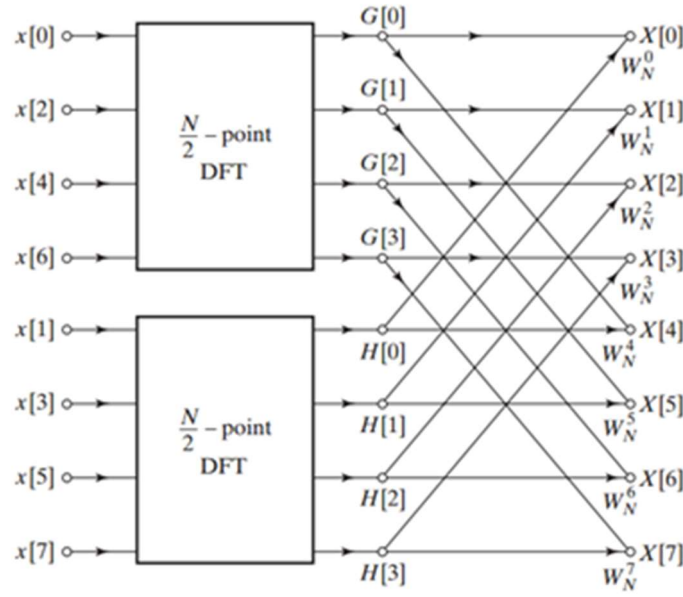 G[0]
x[0] X[0]
W_N^0
G[1]
x[2] X[1]
W_N^1
N/2 – point
DFT
G[2]
x[4] X[2]
W_N^2
G[3]
x[6] X[3]
W_N^3
x[1] X[4]
H[0] W_N^4
x[3] X[5]
H[1] W_N^5
N/2 – point
DFT
x[5] X[6]
H[2] W_N^6
x[7] X[7]
H[3] W_N^7